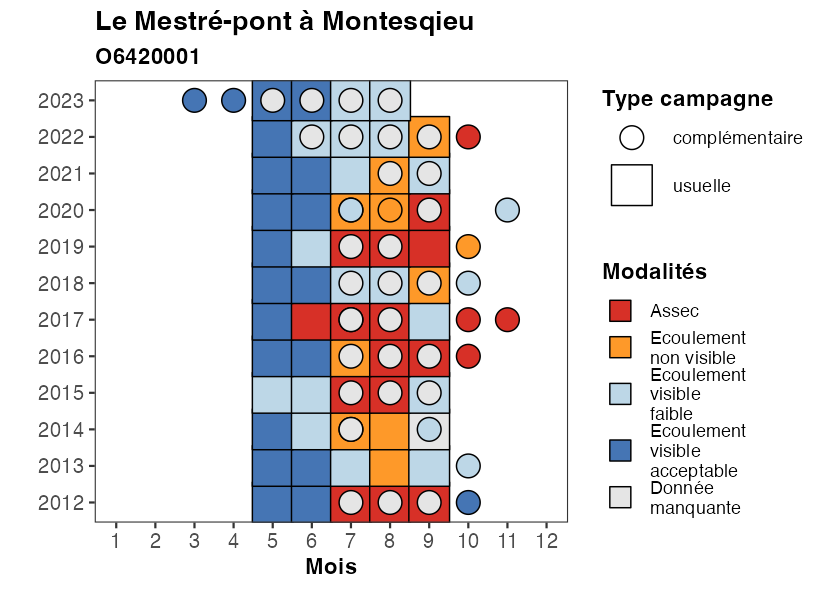 Le Mestré-pont à Montesqieu
O6420001
2023
2022
2021
2020
2019
2018
2017
2016
2015
2014
2013
2012
1 2 3 4 5 6 7 8 9 10 11 12
Mois
Type campagne
complémentaire
usuelle
Modalités
Assec
Ecoulement
non visible
Ecoulement
visible
faible
Ecoulement
visible
acceptable
Donnée
manquante